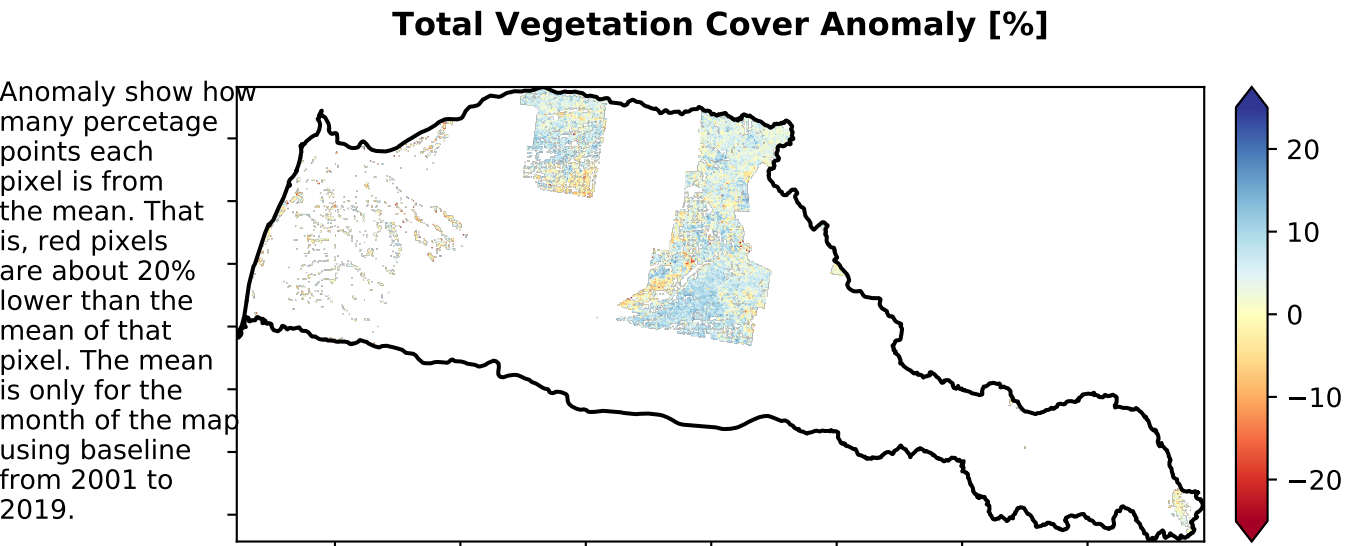 Total Vegetation Cover Anomaly [%]
Anomaly show how
many percetage
points each
pixel is from
the mean. That
is, red pixels
are about 20%
lower than the
mean of that
pixel. The mean
is only for the
month of the map
using baseline
from 2001 to
2019.
20
10
0
−10
−20